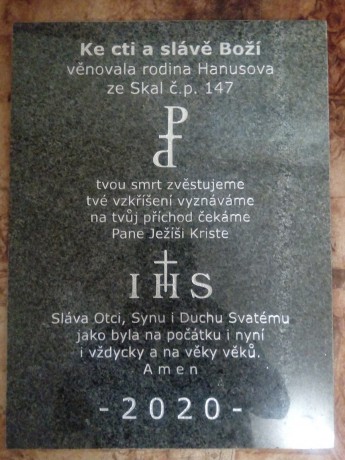 Ke cti a slávě Boží
věnovala rodina Hanusova
ze Skal č.p. 147
P
d
tvou smrt zvěstujeme
tvé vzkříšení vyznáváme
na tvůj příchod čekáme
Pane Ježíši Kriste
IHS
Sláva Otci, Synu i Duchu Svatému
jako byla na počátku i nyní
i vždycky a na věky věků.
Amen
-2020-